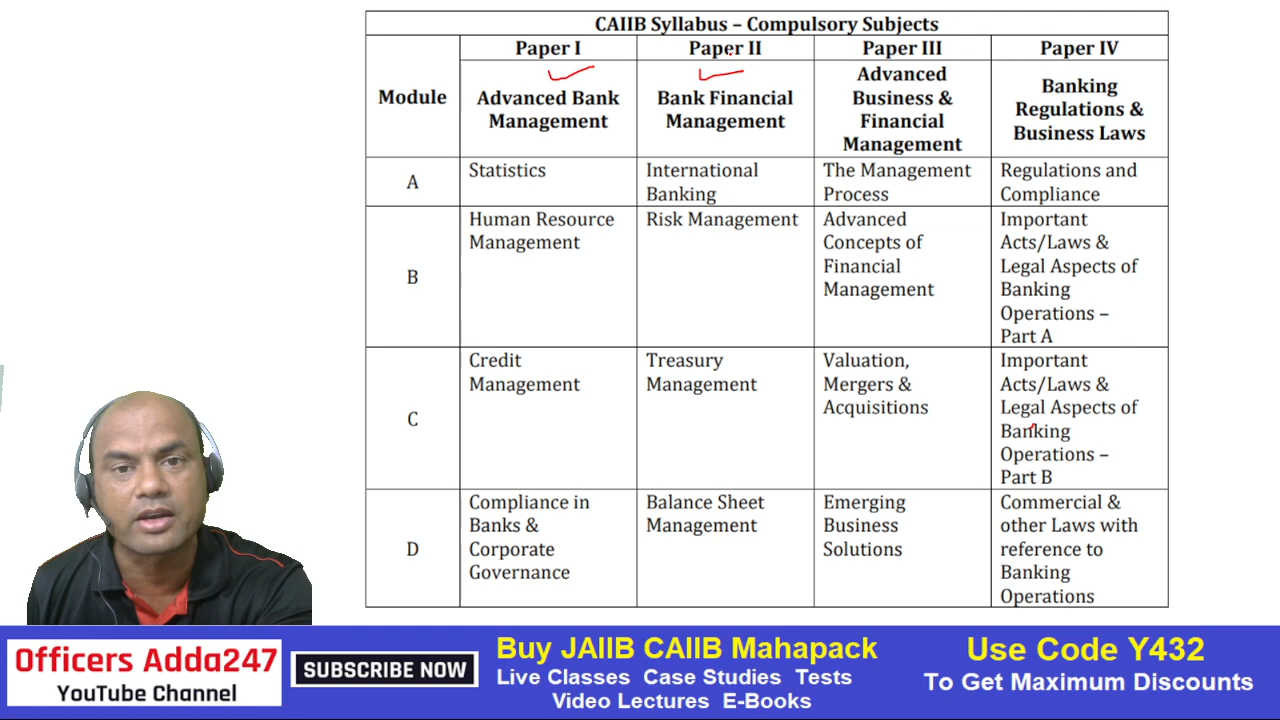 CAIIB Syllabus – Compulsory Subjects
Module
Paper I
Paper II
Paper III
Paper IV
Advanced Bank
Management
Bank Financial
Management
Advanced
Business &
Financial
Management
Banking
Regulations &
Business Laws
A
Statistics
International
Banking
The Management
Process
Regulations and
Compliance
B
Human Resource
Management
Risk Management
Advanced
Concepts of
Financial
Management
Important
Acts/Laws &
Legal Aspects of
Banking
Operations –
Part A
C
Credit
Management
Treasury
Management
Valuation,
Mergers &
Acquisitions
Important
Acts/Laws &
Legal Aspects of
Banking
Operations –
Part B
D
Compliance in
Banks &
Corporate
Governance
Balance Sheet
Management
Emerging
Business
Solutions
Commercial &
other Laws with
reference to
Banking
Operations
Officers Adda247
YouTube Channel
SUBSCRIBE NOW
Buy JAIIB CAIIB Mahapack
Live Classes Case Studies Tests
Video Lectures E-Books
Use Code Y432
To Get Maximum Discounts